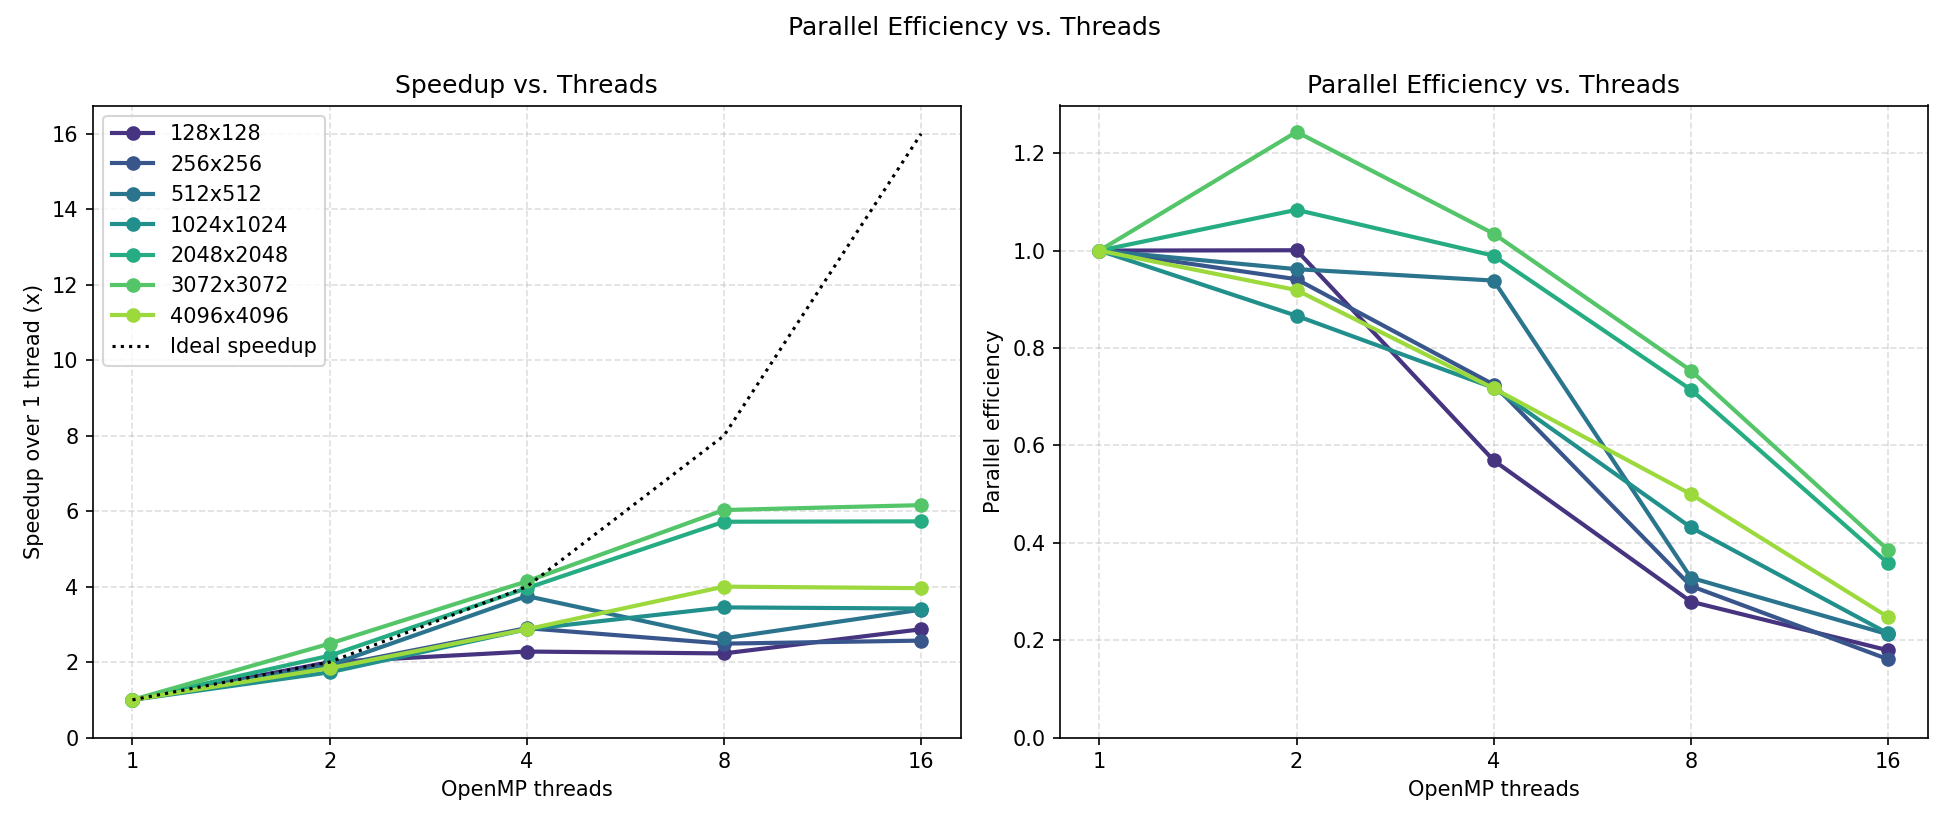 Parallel Efficiency vs. Threads
Speedup vs. Threads
Speedup over 1 thread (x)
16
14
12
10
8
6
4
2
0
128x128
256x256
512x512
1024x1024
2048x2048
3072x3072
4096x4096
Ideal speedup
1 2 4 8 16
OpenMP threads
Parallel Efficiency vs. Threads
Parallel efficiency
1.2
1.0
0.8
0.6
0.4
0.2
0.0
1 2 4 8 16
OpenMP threads